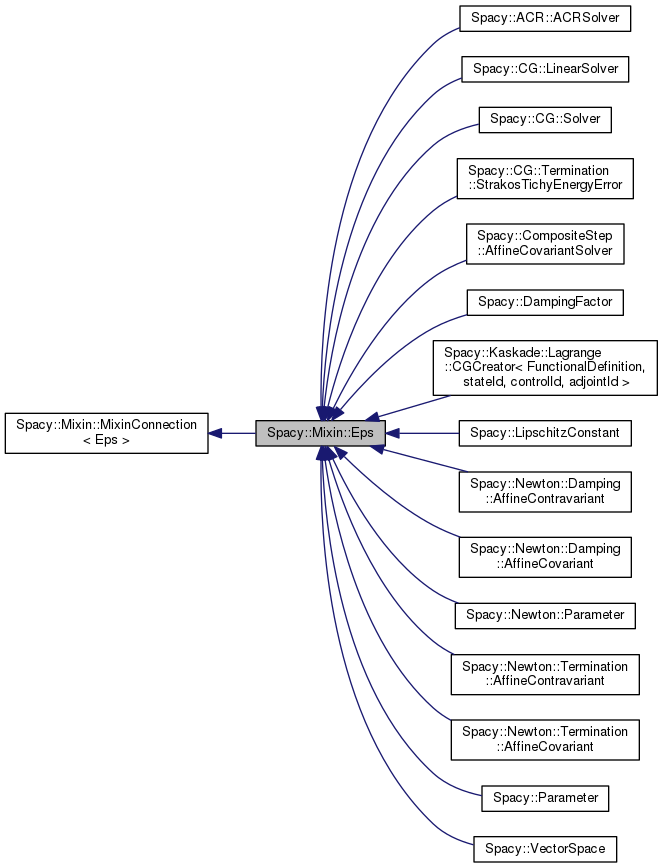 Spacy::ACR::ACRSolver
Spacy::CG::LinearSolver
Spacy::CG::Solver
Spacy::CG::Termination
::StrakosTichyEnergyError
Spacy::CompositeStep
::AffineCovariantSolver
Spacy::DampingFactor
Spacy::Kaskade::Lagrange
::CGCreator< FunctionalDefinition,
stateId, controlId, adjointId >
Spacy::Mixin::MixinConnection
< Eps >
Spacy::Mixin::Eps
Spacy::LipschitzConstant
Spacy::Newton::Damping
::AffineContravariant
Spacy::Newton::Damping
::AffineCovariant
Spacy::Newton::Parameter
Spacy::Newton::Termination
::AffineContravariant
Spacy::Newton::Termination
::AffineCovariant
Spacy::Parameter
Spacy::VectorSpace